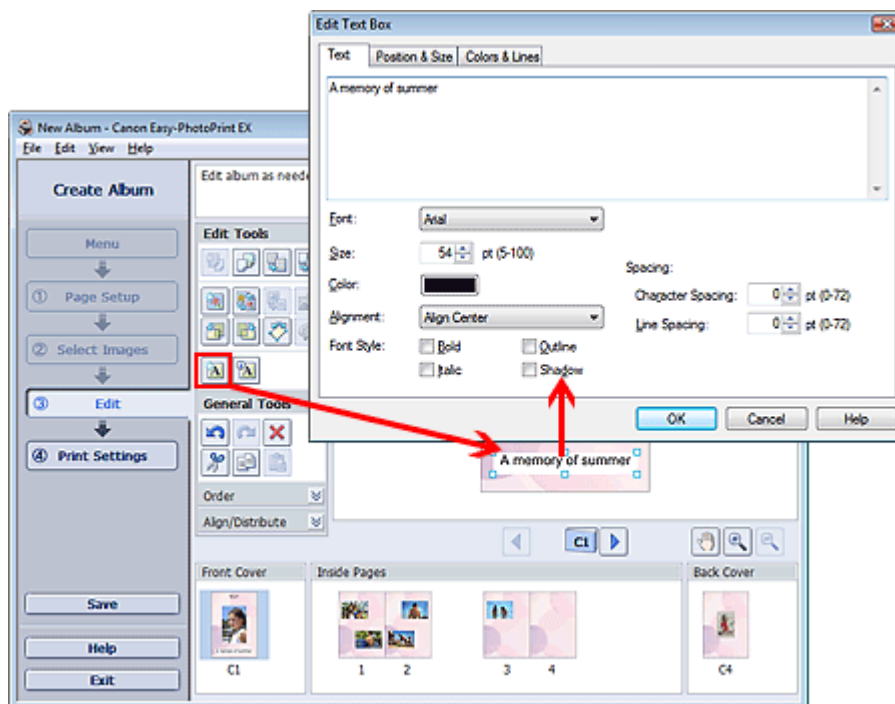 Edit Text Box
Text Position & Size Colors & Lines
A memory of summer
Font: Arial
Size: 54 pt (5-100)
Color:
Alignment: Align Center
Font Style: Bold Outline
Italic Shadow
Spacing:
Character Spacing: 0 pt (0-72)
Line Spacing: 0 pt (0-72)
OK Cancel Help
New Album - Canon Easy-PhotoPrint EX
File Edit View Help
Create Album
Menu
① Page Setup
② Select Images
③ Edit
④ Print Settings
Save
Help
Exit
Edit album as neede
Edit Tools
General Tools
Order
Align/Distribute
A memory of summer
C1
Front Cover Inside Pages Back Cover
C1 1 2 3 4 C4